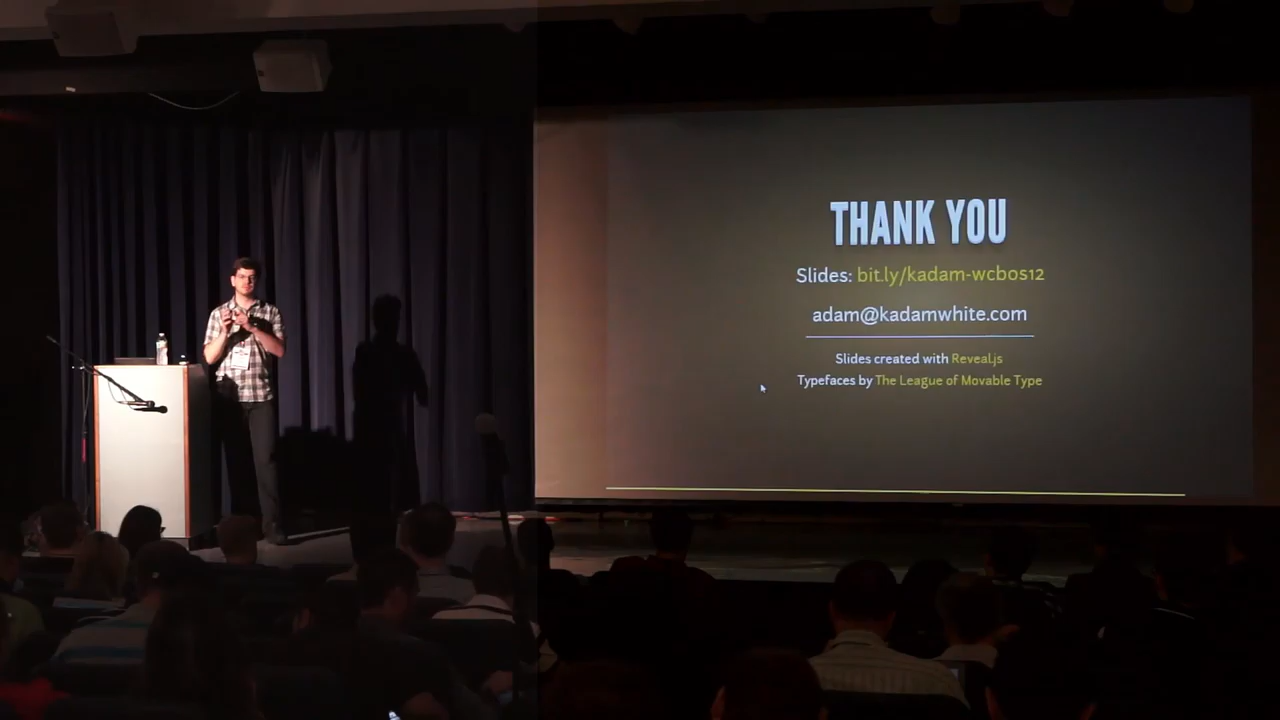 THANK YOU
Slides: bit.ly/kadam-wcbos12
adam@kadamwhite.com
Slides created with Reveal.js
Typefaces by The League of Movable Type